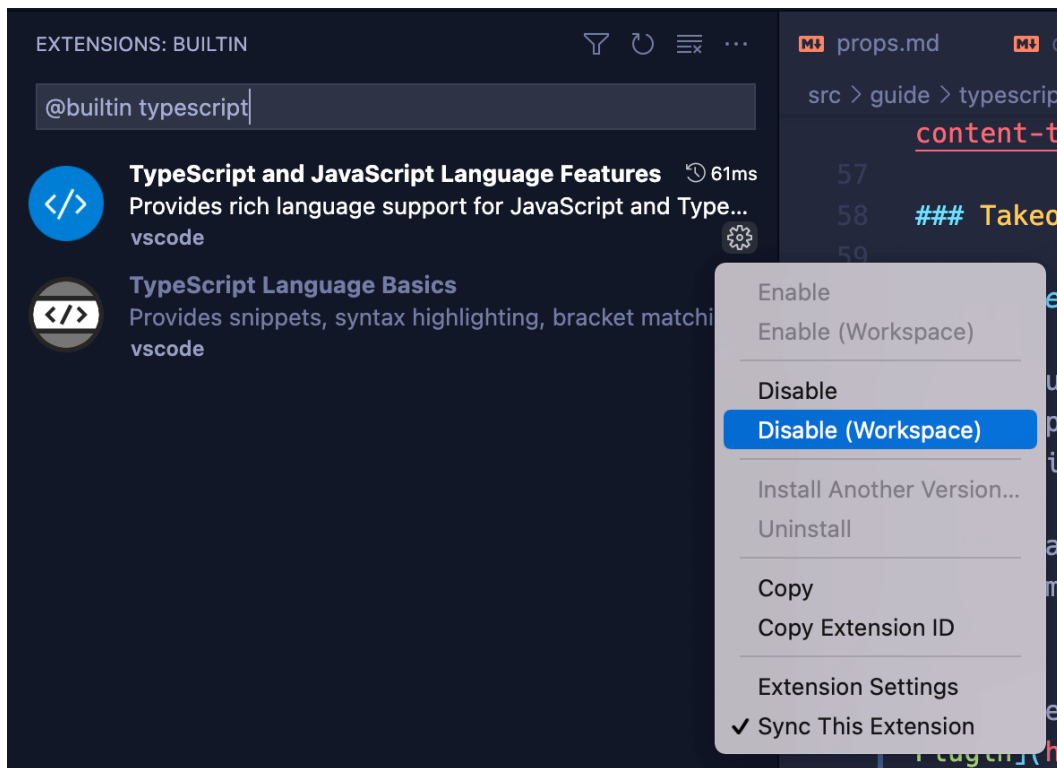 EXTENSIONS: BUILTIN
@builtin typescript
TypeScript and JavaScript Language Features 61ms
Provides rich language support for JavaScript and Type...
vscode
TypeScript Language Basics
Provides snippets, syntax highlighting, bracket matchi
vscode
Enable
Enable (Workspace)
Disable
Disable (Workspace)
Install Another Version...
Uninstall
Copy
Copy Extension ID
Extension Settings
✓ Sync This Extension
props.md
src > guide > typescrip
content-t
57
58 ### Takeo
59